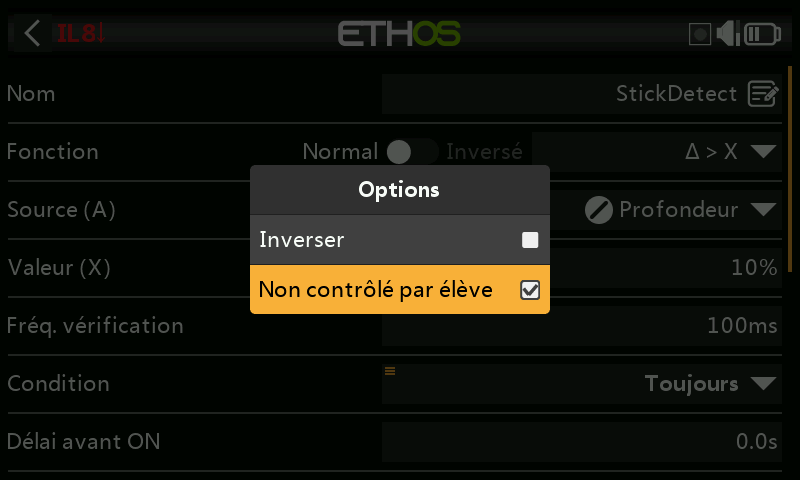 IL8↓
ETHOS
Nom StickDetect
Fonction Normal Inversé Δ > X
Options
Source (A) Profondeur
Inverser
Valeur (X) 10%
Non contrôlé par élève
Fréq. vérification 100ms
Condition Toujours
Délai avant ON 0.0s